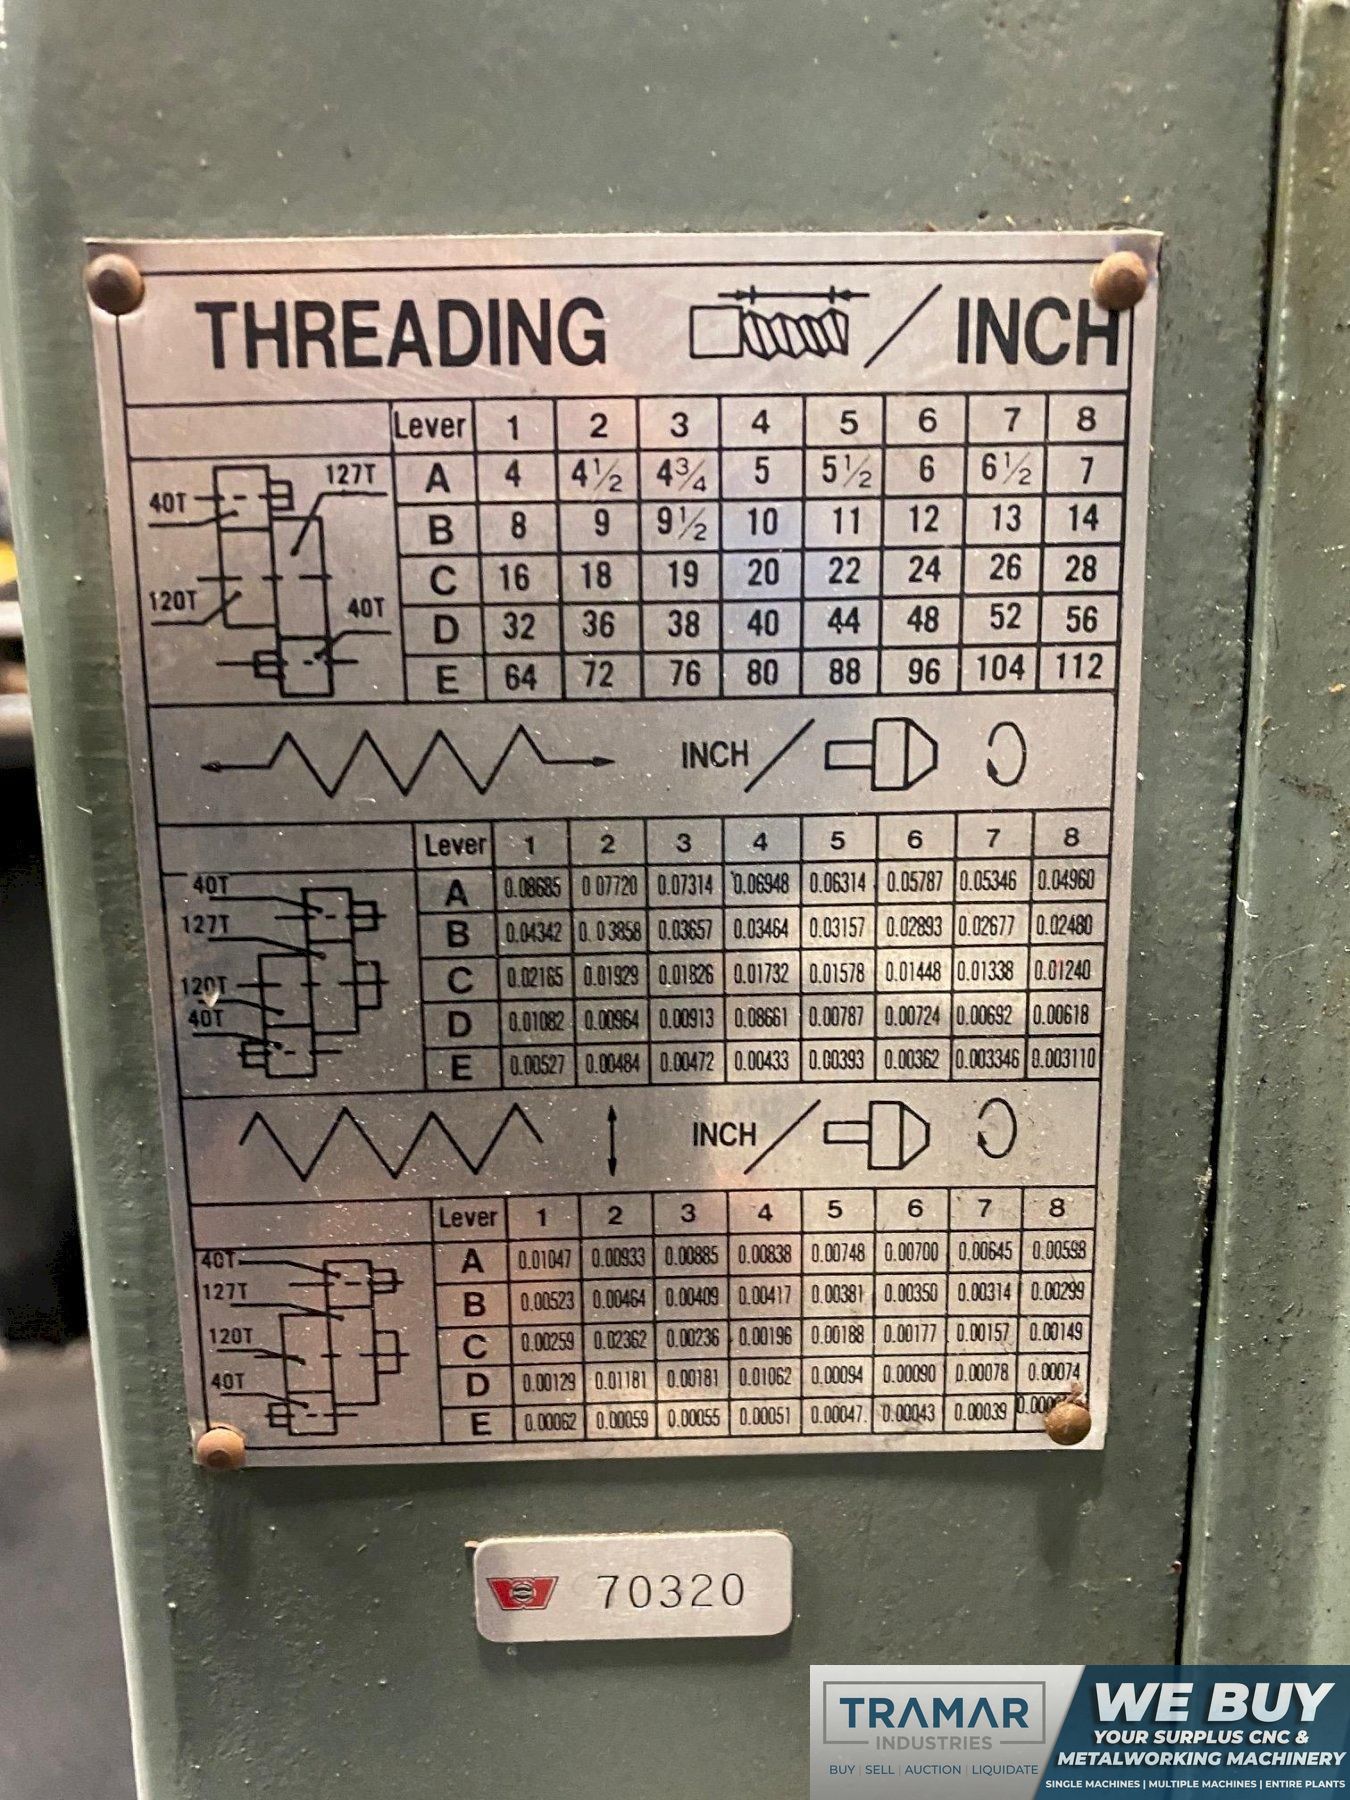 THREADING / INCH
Lever 1 2 3 4 5 6 7 8
40T 127T 120T 40T
A 4 4½ 4¾ 5 5½ 6 6½ 7
B 8 9 9½ 10 11 12 13 14
C 16 18 19 20 22 24 26 28
D 32 36 38 40 44 48 52 56
E 64 72 76 80 88 96 104 112
INCH /
Lever 1 2 3 4 5 6 7 8
40T 127T 120T 40T
A 0.08685 0.07720 0.07314 0.06948 0.06314 0.05787 0.05346 0.04960
B 0.04342 0.03858 0.03657 0.03464 0.03157 0.02893 0.02677 0.02480
C 0.02165 0.01929 0.01826 0.01732 0.01578 0.01448 0.01338 0.01240
D 0.01082 0.00964 0.00913 0.08661 0.00787 0.00724 0.00692 0.00618
E 0.00527 0.00484 0.00472 0.00433 0.00393 0.00362 0.003346 0.003110
INCH /
Lever 1 2 3 4 5 6 7 8
40T 127T 120T 40T
A 0.01047 0.00933 0.00885 0.00838 0.00748 0.00700 0.00645 0.00598
B 0.00523 0.00464 0.00409 0.00417 0.00381 0.00350 0.00314 0.00299
C 0.00259 0.02362 0.00236 0.00196 0.00188 0.00177 0.00157 0.00149
D 0.00129 0.01181 0.00181 0.01062 0.00094 0.00090 0.00078 0.00074
E 0.00062 0.00059 0.00055 0.00051 0.00047 0.00043 0.00039
70320
TRAMAR
INDUSTRIES
BUY | SELL | AUCTION | LIQUIDATE
WE BUY
YOUR SURPLUS CNC &
METALWORKING MACHINERY
SINGLE MACHINES | MULTIPLE MACHINES | ENTIRE PLANTS